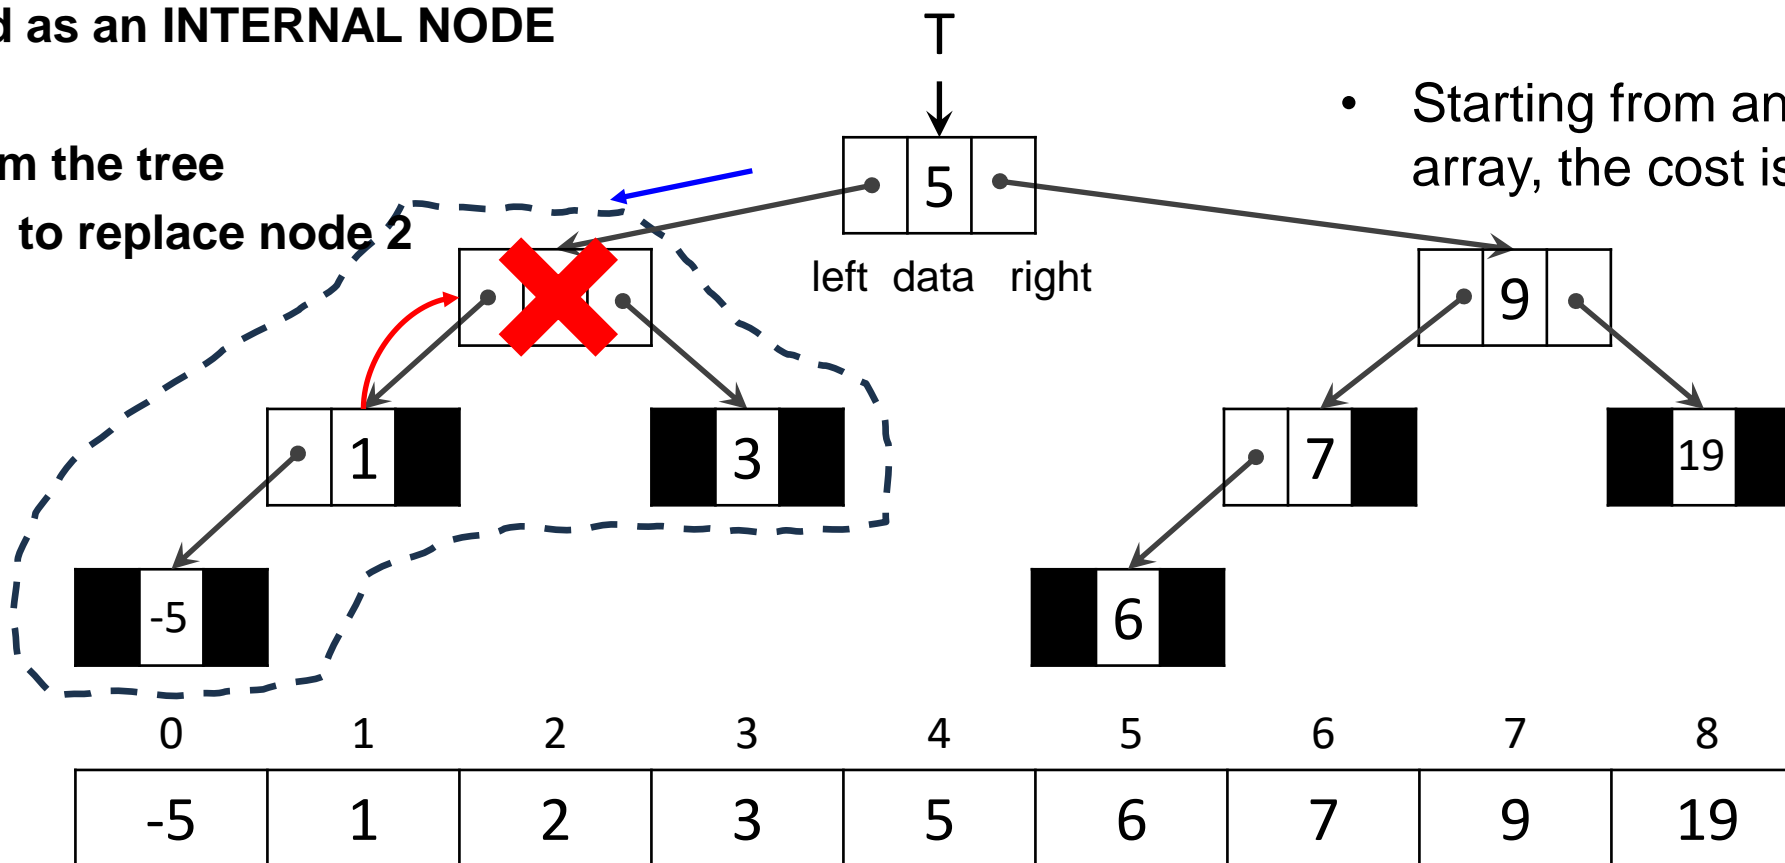 d as an INTERNAL NODE
T
• Starting from an
m the tree
array, the cost is
5
to replace node 2
left data right
9
1
3
7
19
-5
6
0 1 2 3 4 5 6 7 8
-5 1 2 3 5 6 7 9 19